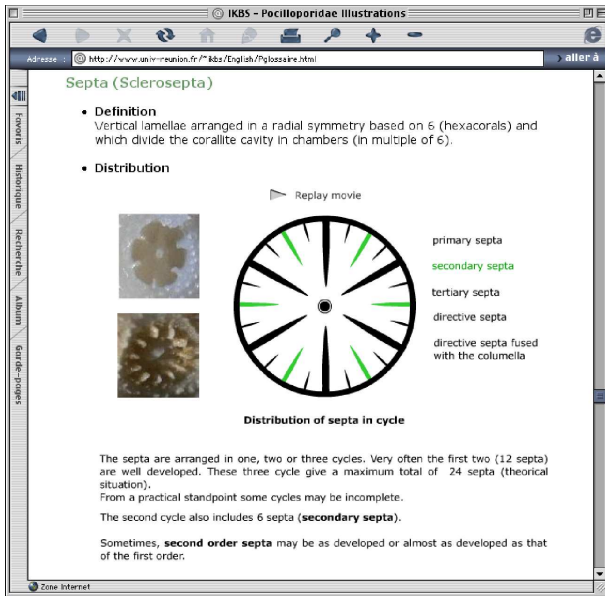 IKBS - Pocilloporidae Illustrations
Adresse : http://www.univ-reunion.fr/~ikbs/English/Pglossaire.html aller à
Favoris
Historique
Recherche
Album
Garde-pages
Septa (Sclerosepta)
• Definition
Vertical lamellae arranged in a radial symmetry based on 6 (hexacorals) and
which divide the corallite cavity in chambers (in multiple of 6).
• Distribution
Replay movie
primary septa
secondary septa
tertiary septa
directive septa
directive septa fused
with the columella
Distribution of septa in cycle
The septa are arranged in one, two or three cycles. Very often the first two (12 septa)
are well developed. These three cycle give a maximum total of 24 septa (theorical
situation).
From a practical standpoint some cycles may be incomplete.
The second cycle also includes 6 septa (secondary septa).
Sometimes, second order septa may be as developed or almost as developed as that
of the first order.
Zone Internet